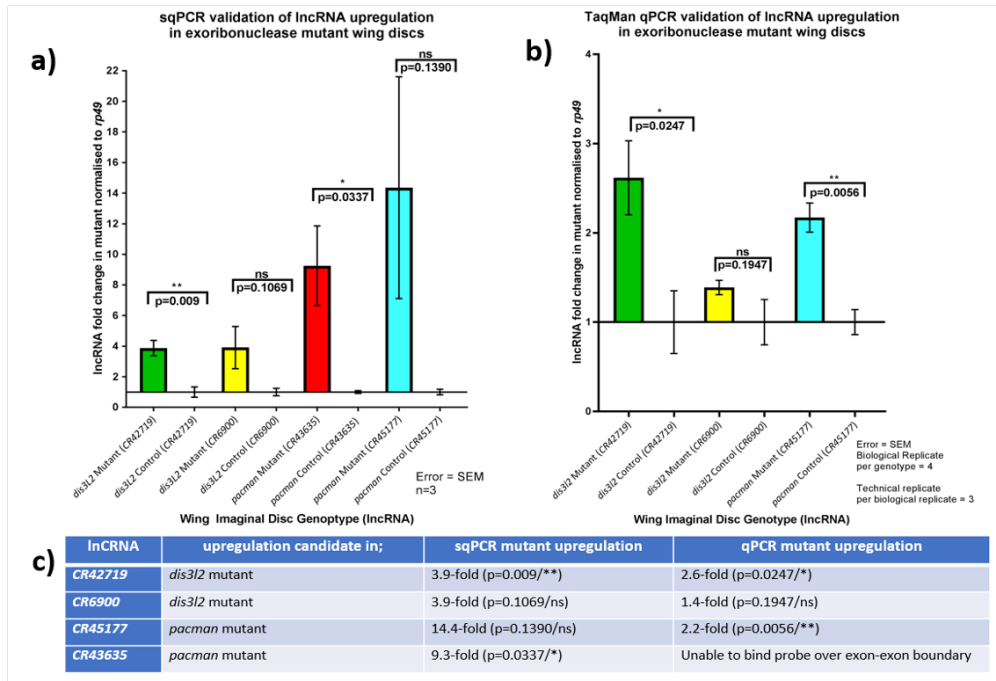 sqPCR validation of lncRNA upregulation
in exoribonuclease mutant wing discs
a)
lncRNA fold change in mutant normalised to rp49
22
20
18
16
14
12
10
8
6
4
2
0
**
p=0.009
ns
p=0.1069
*
p=0.0337
ns
p=0.1390
dis3L2 Mutant (CR42719)
dis3L2 Control (CR42719)
dis3L2 Mutant (CR6900)
dis3L2 Control (CR6900)
pacman Mutant (CR43635)
pacman Control (CR43635)
pacman Mutant (CR45177)
pacman Control (CR45177)
Error = SEM
n=3
Wing Imaginal Disc Genoptype (lncRNA)
TaqMan qPCR validation of lncRNA upregulation
in exoribonuclease mutant wing discs
b)
lncRNA fold change in mutant normalised to rp49
4
3
2
1
0
*
p=0.0247
ns
p=0.1947
**
p=0.0056
dis3l2 Mutant (CR42719)
dis3l2 Control (CR42719)
dis3l2 Mutant (CR6900)
dis3l2 Control (CR6900)
pacman Mutant (CR45177)
pacman Control (CR45177)
Error = SEM
Biological Replicate
per genotype = 4
Technical replicate
per biological replicate = 3
Wing Imaginal Disc Genotype (lncRNA)
c)
lnCRNA upregulation candidate in; sqPCR mutant upregulation qPCR mutant upregulation
CR42719 dis3l2 mutant 3.9-fold (p=0.009/**) 2.6-fold (p=0.0247/*)
CR6900 dis3l2 mutant 3.9-fold (p=0.1069/ns) 1.4-fold (p=0.1947/ns)
CR45177 pacman mutant 14.4-fold (p=0.1390/ns) 2.2-fold (p=0.0056/**)
CR43635 pacman mutant 9.3-fold (p=0.0337/*) Unable to bind probe over exon-exon boundary